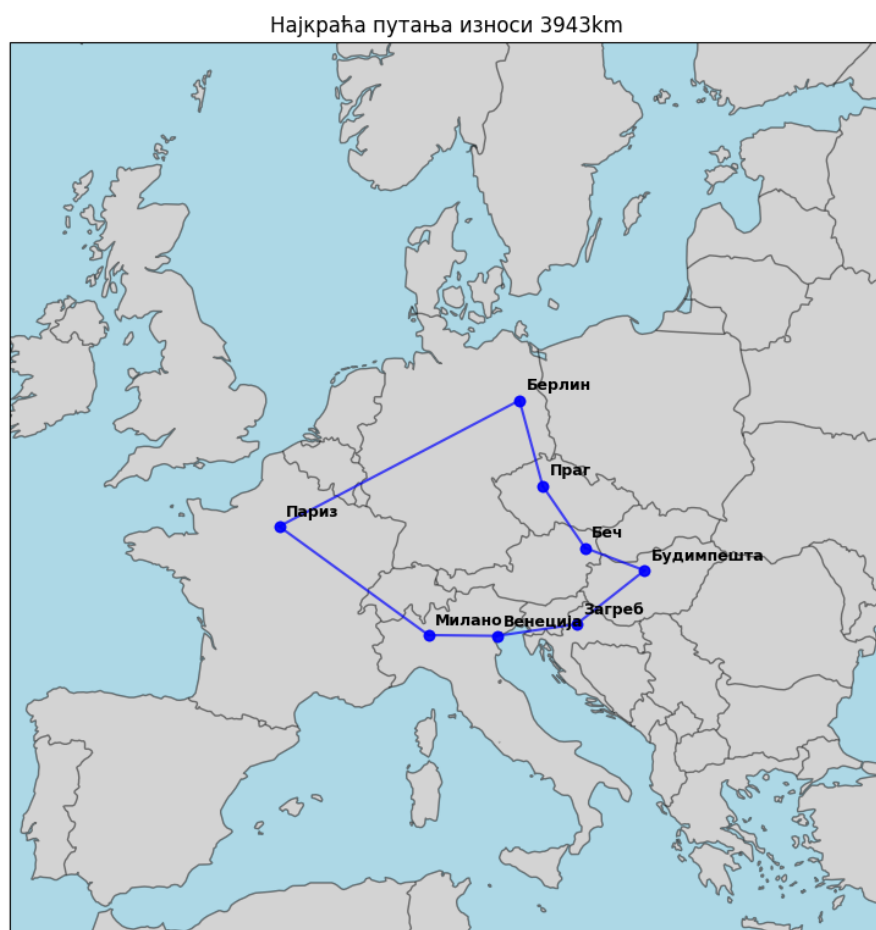 Најкраћа путања износи 3943km
Берлин
Праг
Париз
Беч
Будимпешта
Загреб
Милано
Венеција